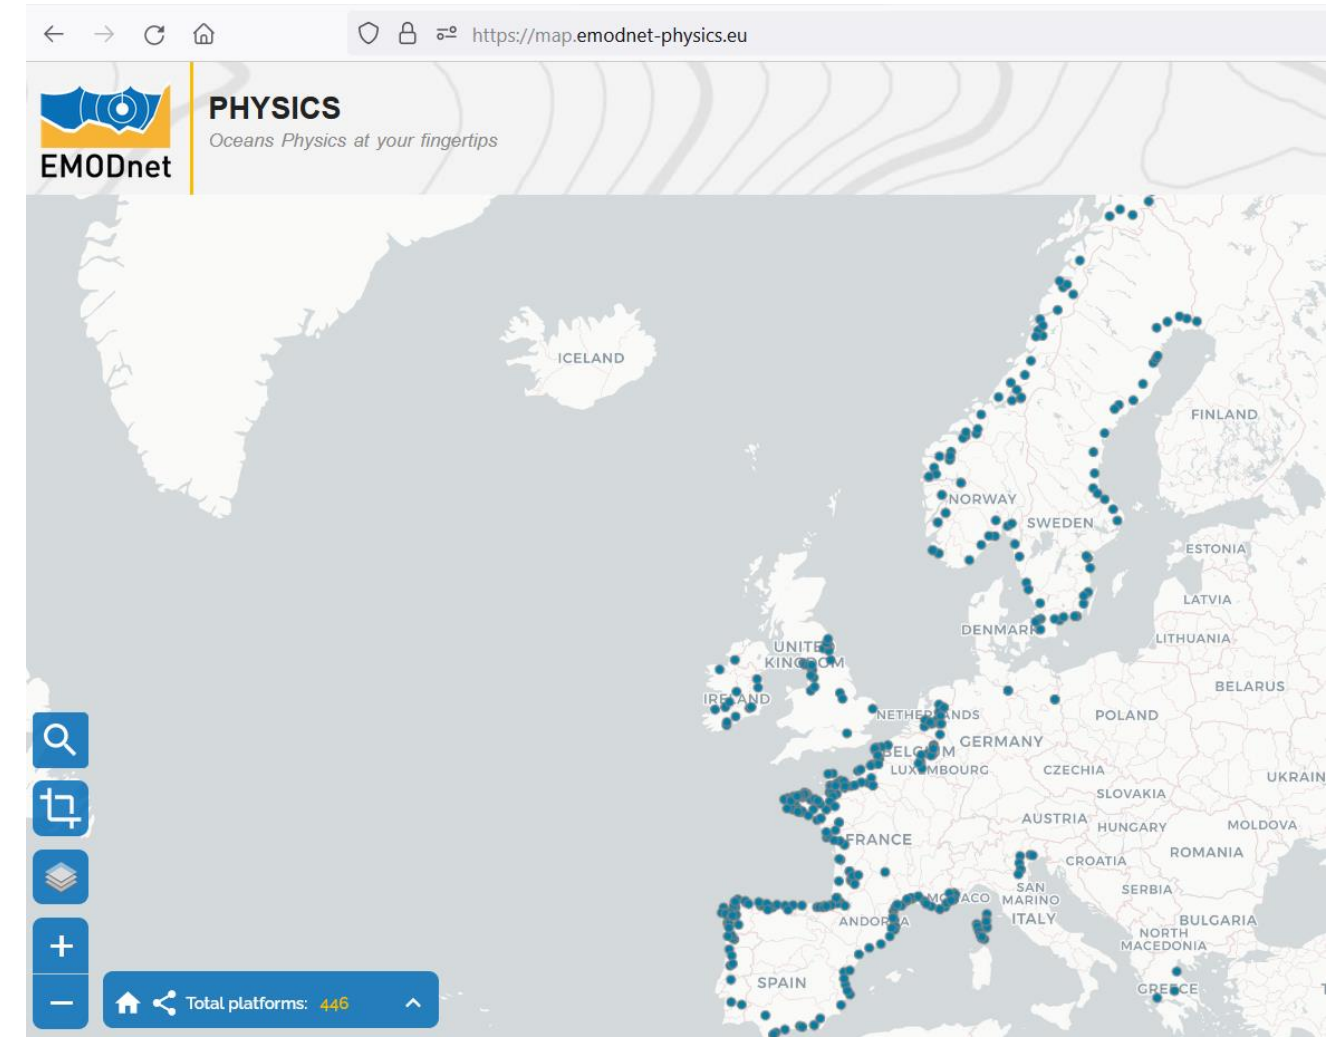 https://map.emodnet-physics.eu
EMODnet
PHYSICS
Oceans Physics at your fingertips
ICELAND
FINLAND
NORWAY
SWEDEN
ESTONIA
LATVIA
DENMARK
LITHUANIA
UNITED
KINGDOM
BELARUS
IRELAND
NETHERLANDS
POLAND
GERMANY
BELGIUM
LUXEMBOURG
CZECHIA
UKRAIN
SLOVAKIA
AUSTRIA
HUNGARY
MOLDOVA
FRANCE
ROMANIA
CROATIA
SAN
MARINO
SERBIA
MONACO
ITALY
ANDORRA
BULGARIA
NORTH
MACEDONIA
SPAIN
GREECE
Total platforms: 446